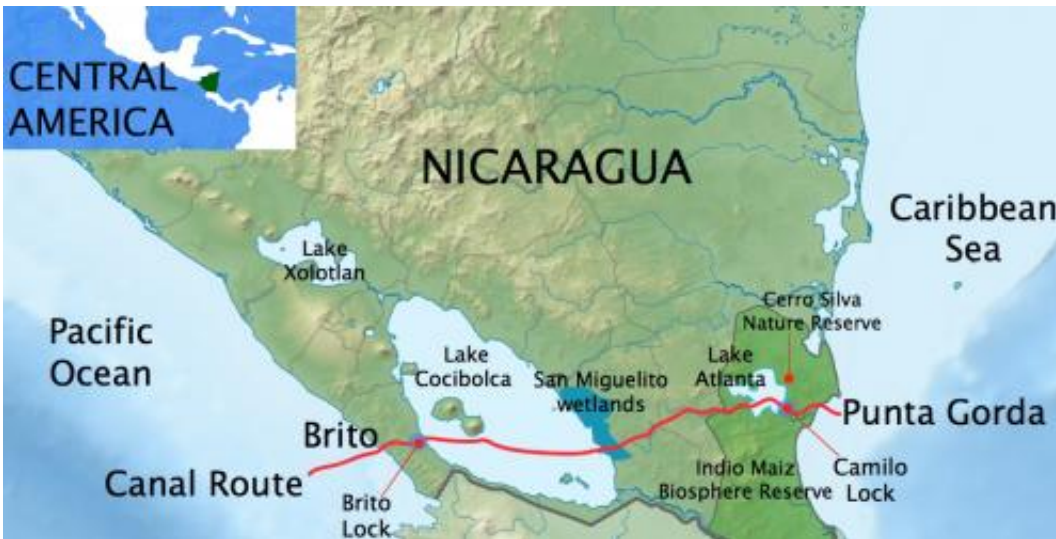 CENTRAL
AMERICA
NICARAGUA
Caribbean
Sea
Lake
Xolotlan
Cerro Silva
Nature Reserve
Pacific
Ocean
Lake
Cocibolca
Lake
Atlanta
San Miguelito
wetlands
Punta Gorda
Brito
Canal Route
Brito
Lock
Indio Maiz
Biosphere Reserve
Camilo
Lock